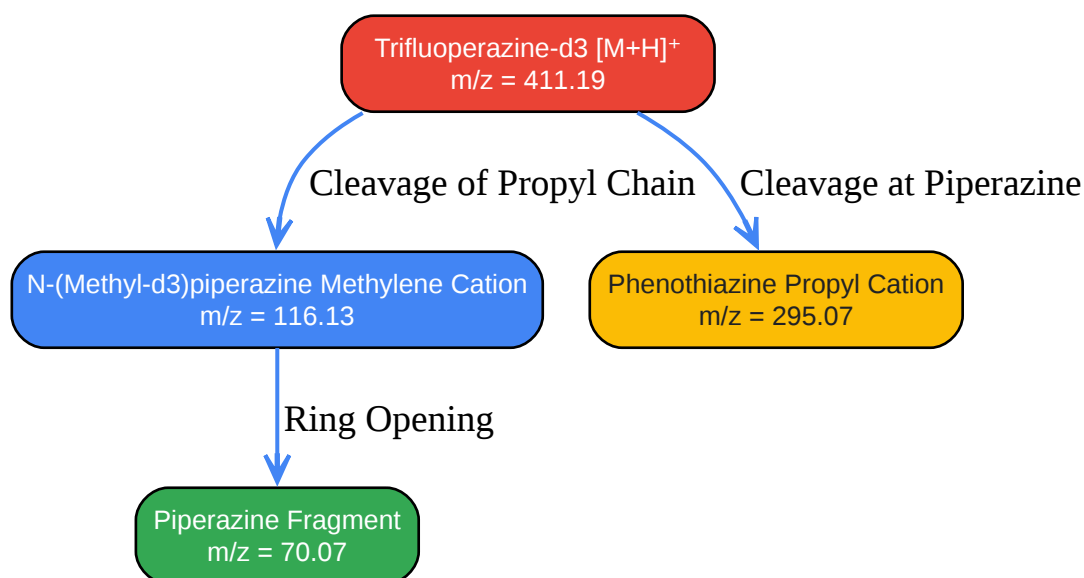 Trifluoperazine-d3 [M+H]⁺
m/z = 411.19
Cleavage of Propyl Chain
Cleavage at Piperazine
N-(Methyl-d3)piperazine Methylene Cation
m/z = 116.13
Phenothiazine Propyl Cation
m/z = 295.07
Ring Opening
Piperazine Fragment
m/z = 70.07